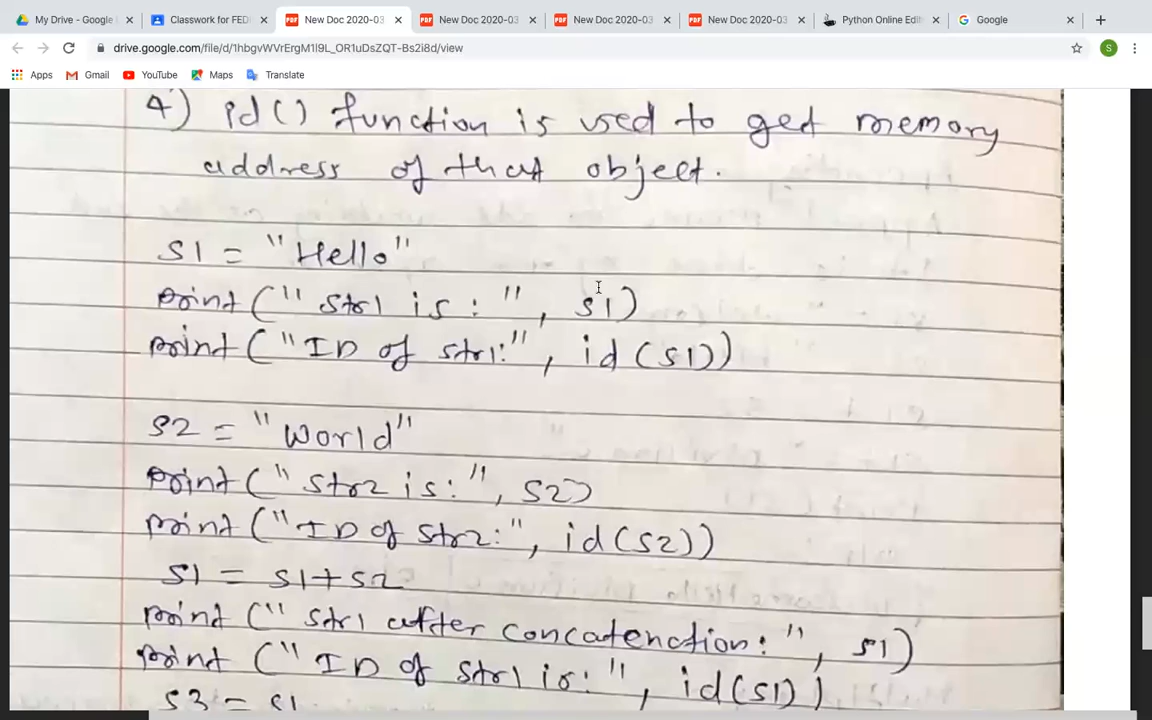 My Drive - Google
Classwork for FED
New Doc 2020-03
New Doc 2020-03
New Doc 2020-03
New Doc 2020-03
Python Online Edit
Google
drive.google.com/file/d/1hbgvWVrErgM1l9L_OR1uDsZQT-Bs2i8d/view
S
Apps Gmail YouTube Maps Translate
4) id() function is used to get memory
address of that object.
S1 = "Hello"
print (" str1 is : ", s1)
print ("ID of str1:", id (s1))
S2 = "World"
print (" str2 is:", s2)
print ("ID of str2:", id(s2))
S1 = s1+s2
print (" str1 after concatenction: ", s1)
print ("ID of str1 is:", id(s1))
s3 = s1